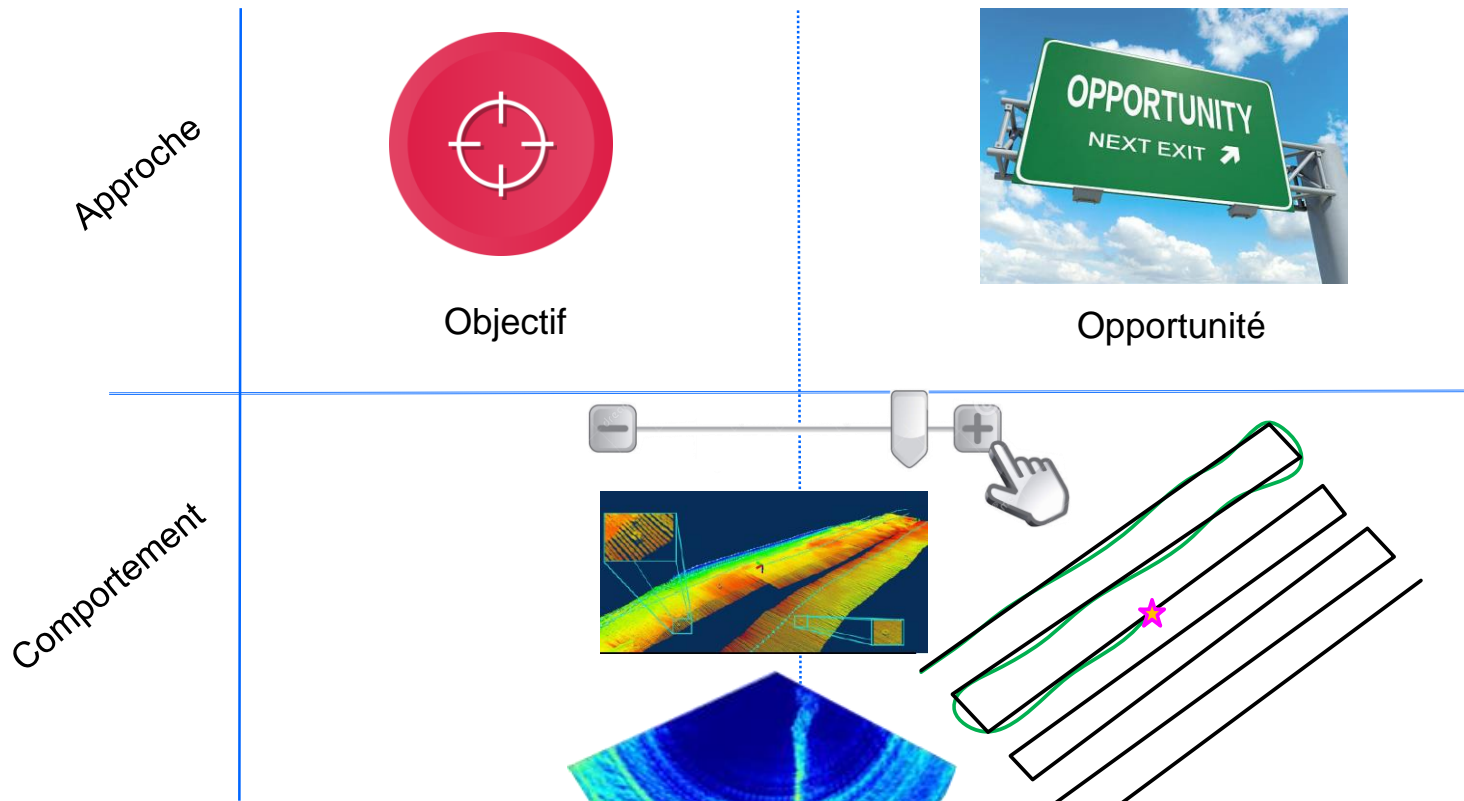 Approche
OPPORTUNITY
NEXT EXIT
Objectif
Opportunité
Comportement